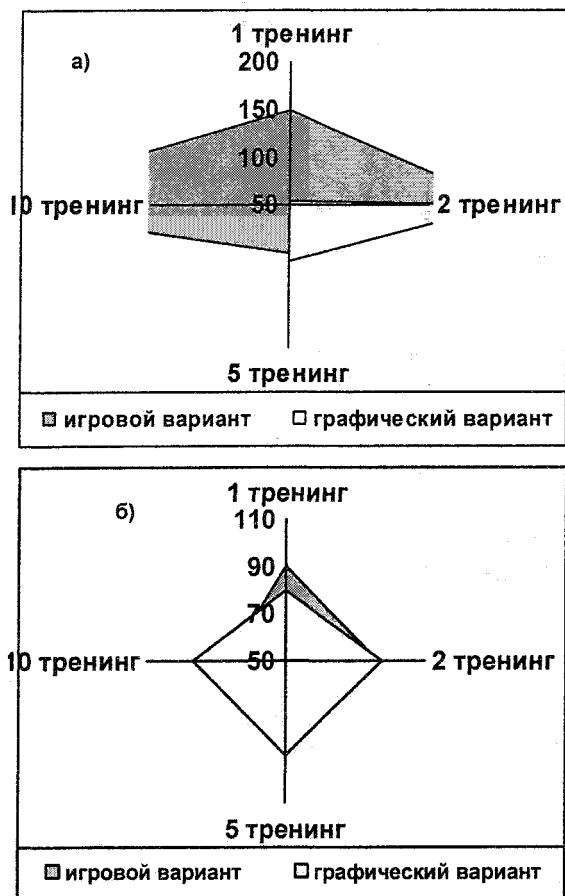 1 тренинг
а)
200
150
100
10 тренинг 50 2 тренинг
5 тренинг
игровой вариант графический вариант
1 тренинг
б)
110
90
70
10 тренинг 50 2 тренинг
5 тренинг
игровой вариант графический вариант